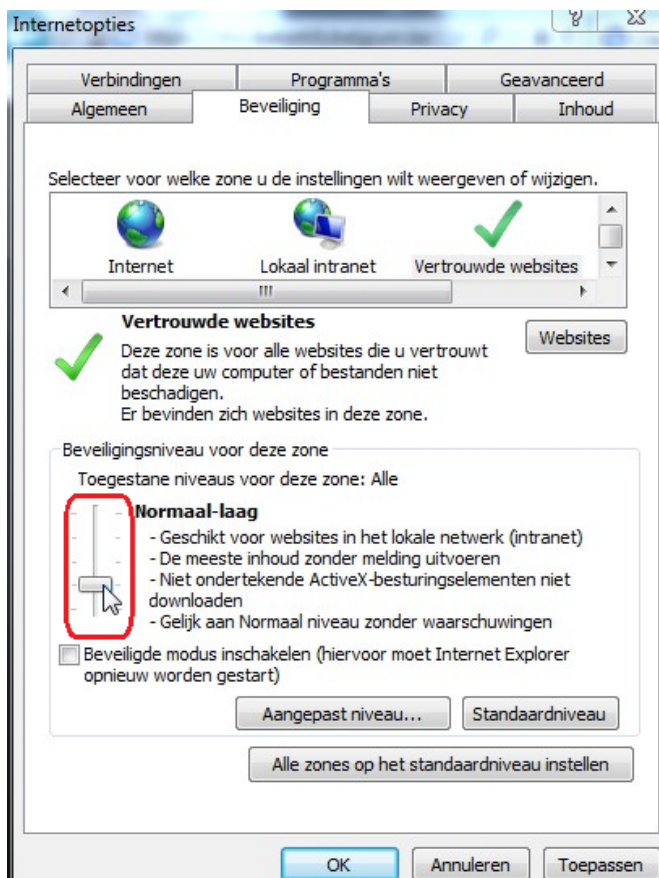 Internetopties
Verbindingen Programma's Geavanceerd
Algemeen Beveiliging Privacy Inhoud
Selecteer voor welke zone u de instellingen wilt weergeven of wijzigen.
Internet Lokaal intranet Vertrouwde websites
Vertrouwde websites
Websites
Deze zone is voor alle websites die u vertrouwt
dat deze uw computer of bestanden niet
beschadigen.
Er bevinden zich websites in deze zone.
Beveiligingsniveau voor deze zone
Toegestane niveaus voor deze zone: Alle
Normaal-laag
- Geschikt voor websites in het lokale netwerk (intranet)
- De meeste inhoud zonder melding uitvoeren
- Niet ondertekende ActiveX-besturingselementen niet
downloaden
- Gelijk aan Normaal niveau zonder waarschuwingen
Beveiligde modus inschakelen (hiervoor moet Internet Explorer
opnieuw worden gestart)
Aangepast niveau... Standaardniveau
Alle zones op het standaardniveau instellen
OK Annuleren Toepassen